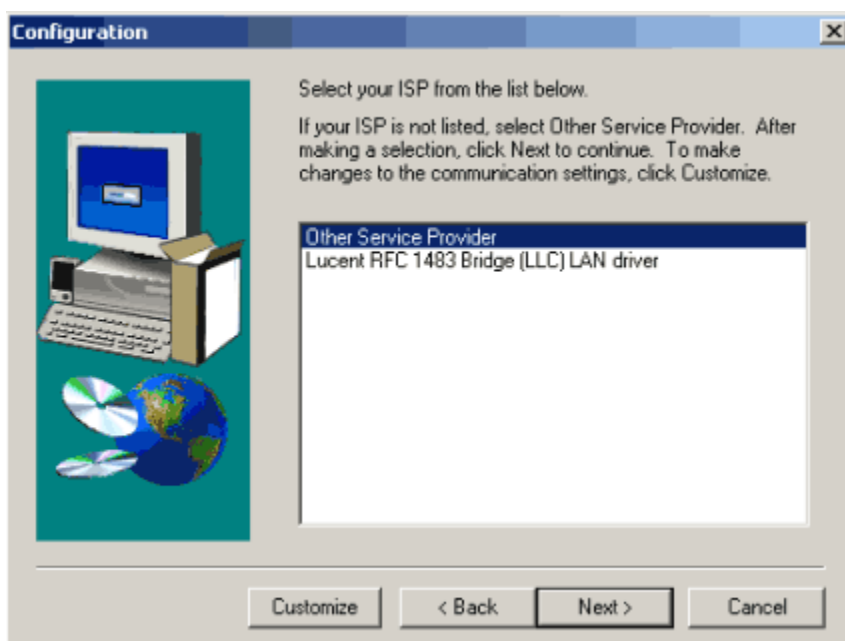 Configuration
Select your ISP from the list below.
If your ISP is not listed, select Other Service Provider. After
making a selection, click Next to continue. To make
changes to the communication settings, click Customize.
Other Service Provider
Lucent RFC 1483 Bridge (LLC) LAN driver
Customize
< Back
Next >
Cancel